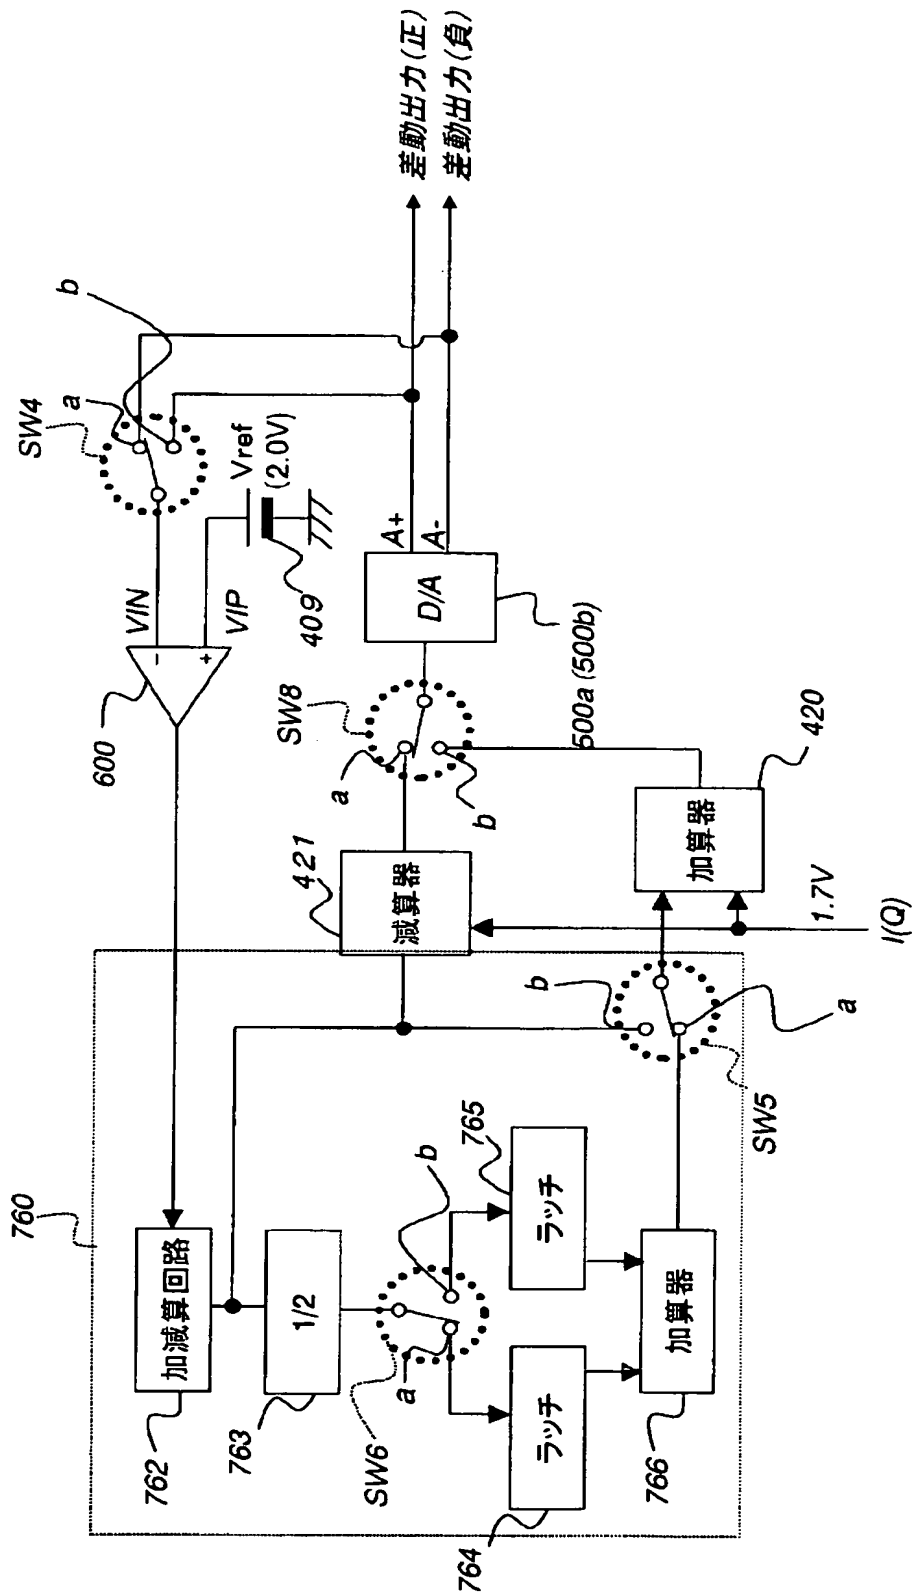 760
762
加減算回路
763
1/2
SW6
a
b
764
ラッチ
765
ラッチ
766
加算器
SW5
a
b
600
VIN
VIP
-
+
SW4
a
b
Vref
(2.0V)
409
421
減算器
SW8
a
b
D/A
A+
A-
500a (500b)
差動出力(正)
差動出力(負)
加算器
420
1.7V
I(Q)